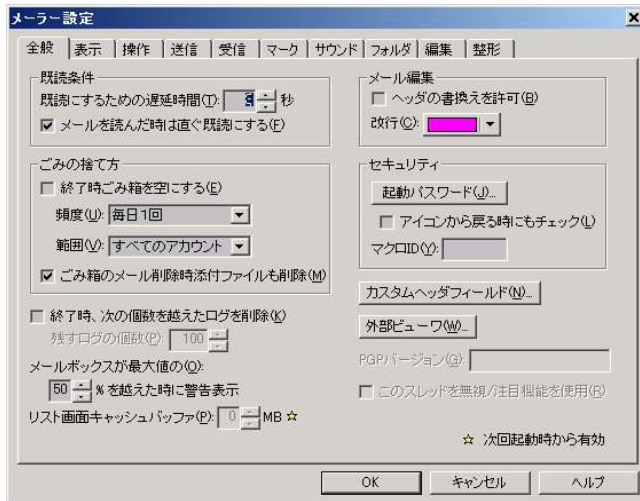 メーラー設定
全般 表示 操作 送信 受信 マーク サウンド フォルダ 編集 整形
既読条件
既読にするための遅延時間(T): 秒
メールを読んだ時は直ぐ既読にする(F)
ごみの捨て方
終了時ごみ箱を空にする(E)
頻度(U): 毎日1回
範囲(V): すべてのアカウント
ごみ箱のメール削除時添付ファイルも削除(M)
終了時、次の個数を越えたログを削除(K)
残すログの個数(P): 100
メールボックスが最大値の(O):
50 %を越えた時に警告表示
リスト画面キャッシュバッファ(P): 0 MB ☆
メール編集
ヘッダの書換えを許可(B)
改行(C):
セキュリティ
起動パスワード(J)...
アイコンから戻る時にもチェック(L)
マクロID(Y):
カスタムヘッダフィールド(N)...
外部ビューワ(W)...
PGPバージョン(G):
このスレッドを無視/注目機能を使用(R)
☆ 次回起動時から有効
OK キャンセル ヘルプ